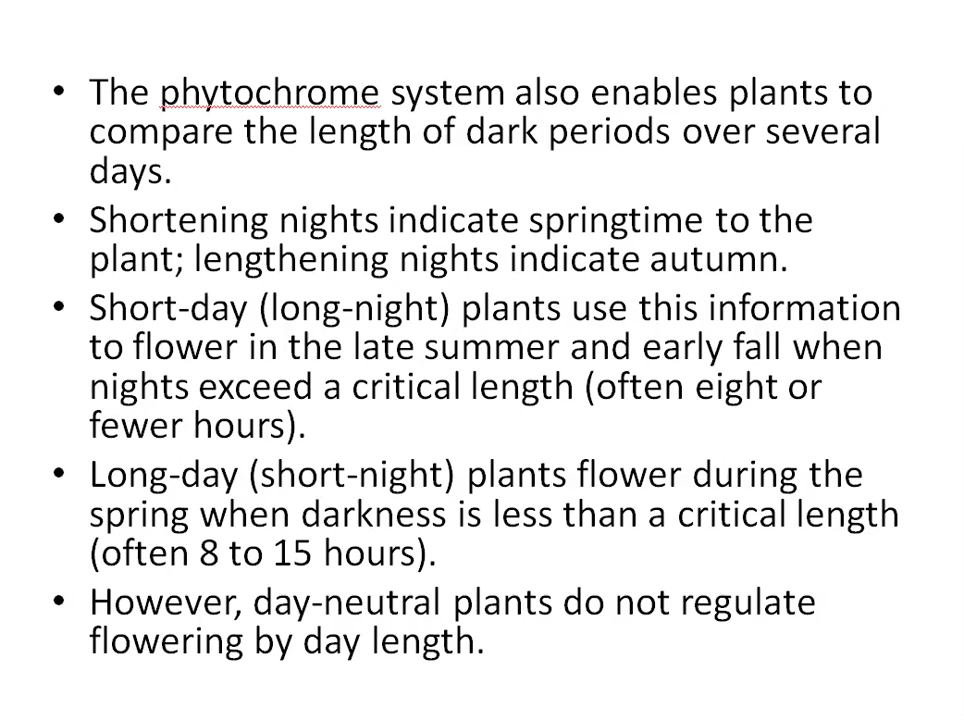 • The phytochrome system also enables plants to
compare the length of dark periods over several
days.
• Shortening nights indicate springtime to the
plant; lengthening nights indicate autumn.
• Short-day (long-night) plants use this information
to flower in the late summer and early fall when
nights exceed a critical length (often eight or
fewer hours).
• Long-day (short-night) plants flower during the
spring when darkness is less than a critical length
(often 8 to 15 hours).
• However, day-neutral plants do not regulate
flowering by day length.